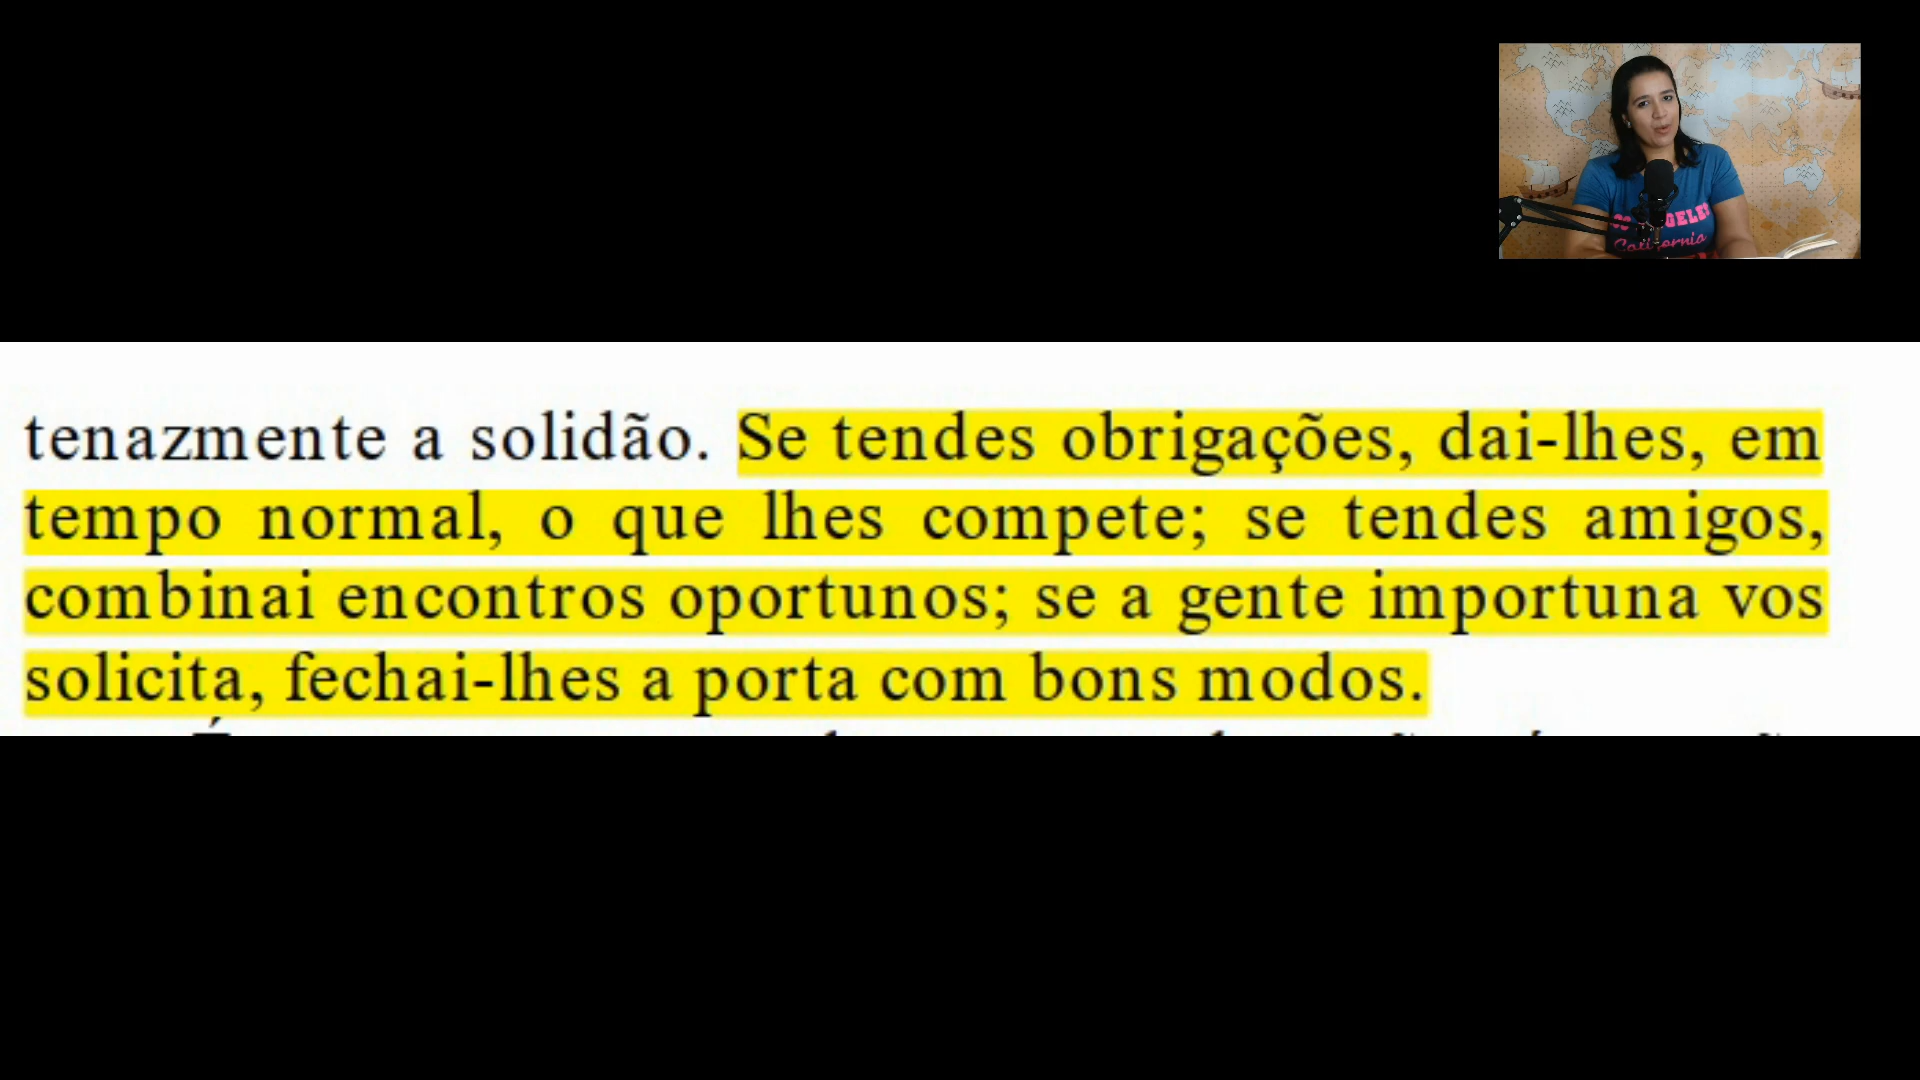 tenazmente a solidão. Se tendes obrigações, dai-lhes, em
tempo normal, o que lhes compete; se tendes amigos,
combinai encontros oportunos; se a gente importuna vos
solicita, fechai-lhes a porta com bons modos.
California